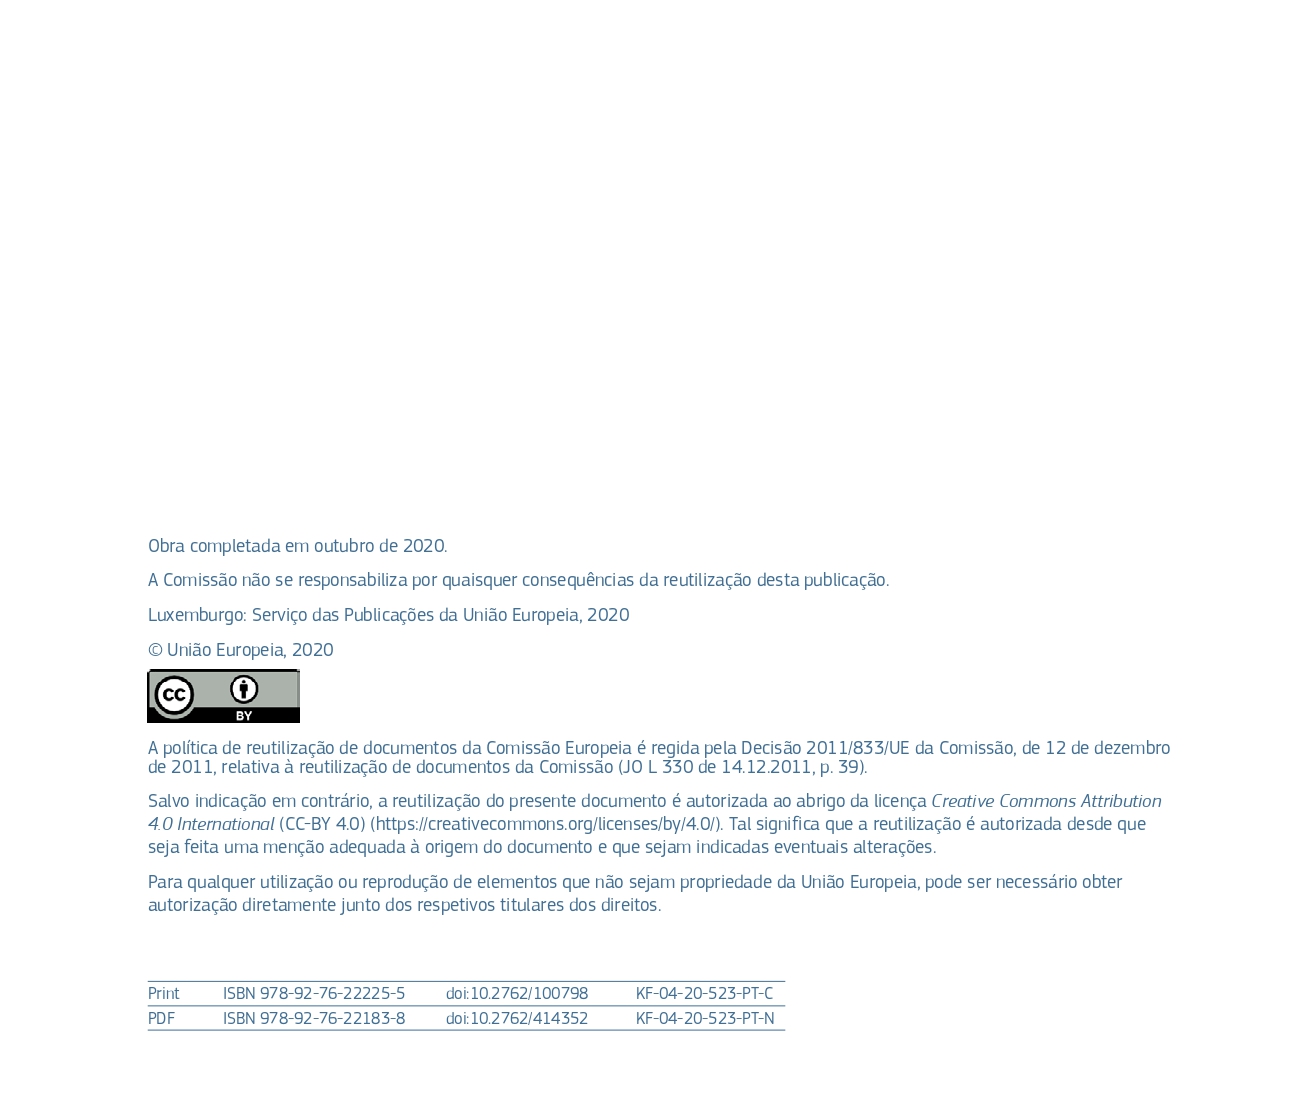 Obra completada em outubro de 2020.
A Comissão não se responsabiliza por quaisquer consequências da reutilização desta publicação.
Luxemburgo: Serviço das Publicações da União Europeia, 2020
© União Europeia, 2020
cc BY
A política de reutilização de documentos da Comissão Europeia é regida pela Decisão 2011/833/UE da Comissão, de 12 de dezembro
de 2011, relativa à reutilização de documentos da Comissão (JO L 330 de 14.12.2011, p. 39).
Salvo indicação em contrário, a reutilização do presente documento é autorizada ao abrigo da licença Creative Commons Attribution
4.0 International (CC-BY 4.0) (https://creativecommons.org/licenses/by/4.0/). Tal significa que a reutilização é autorizada desde que
seja feita uma menção adequada à origem do documento e que sejam indicadas eventuais alterações.
Para qualquer utilização ou reprodução de elementos que não sejam propriedade da União Europeia, pode ser necessário obter
autorização diretamente junto dos respetivos titulares dos direitos.
Print ISBN 978-92-76-22225-5 doi:10.2762/100798 KF-04-20-523-PT-C
PDF ISBN 978-92-76-22183-8 doi:10.2762/414352 KF-04-20-523-PT-N